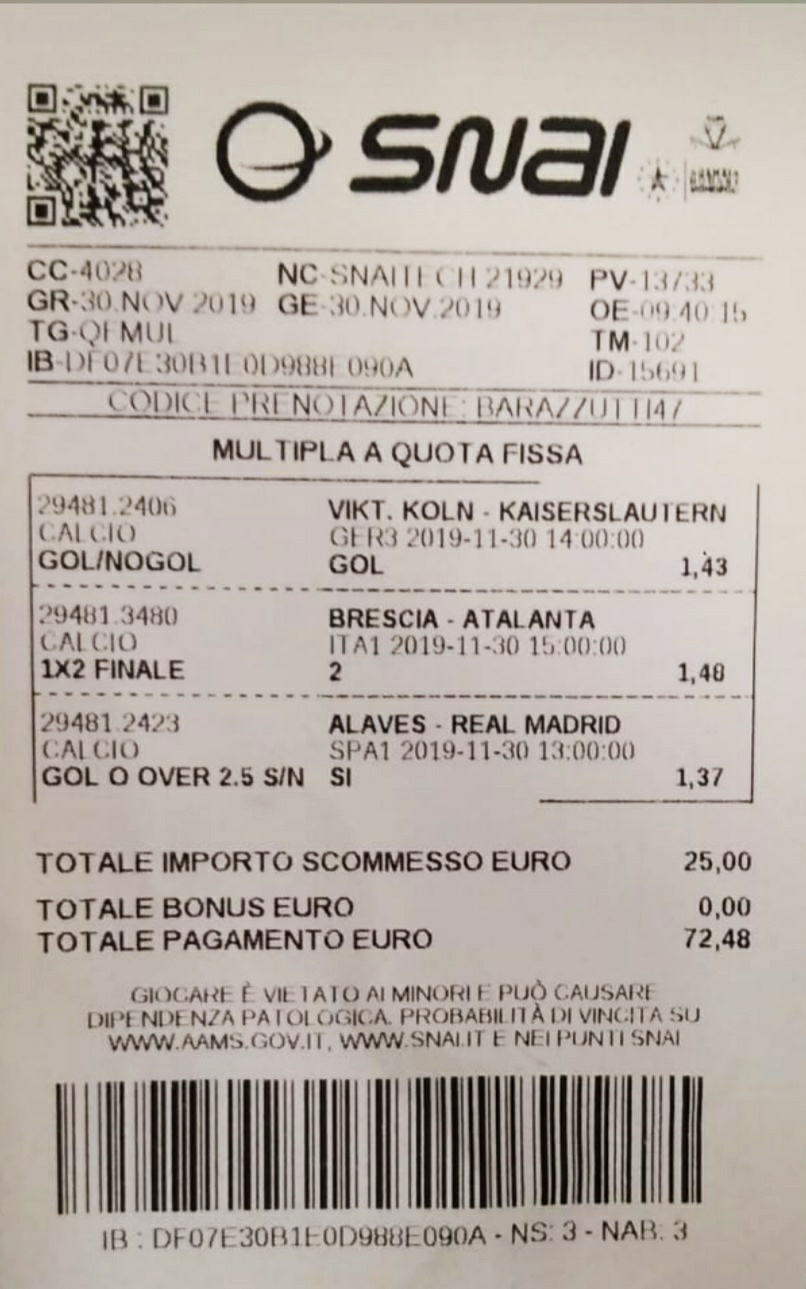 snai
CC-4028 NC-SNAITECH 21929 PV-13733
GR-30.NOV.2019 GE-30.NOV.2019 OE-09:40:15
TG-QF MUL TM-102
IB-DF07E30B1E0D988E090A ID-15691
CODICE PRENOTAZIONE: BARAZZUTTI47
MULTIPLA A QUOTA FISSA
29481.2406 VIKT. KOLN - KAISERSLAUTERN
CALCIO GER3 2019-11-30 14:00:00
GOL/NOGOL GOL 1,43
29481.3480 BRESCIA - ATALANTA
CALCIO ITA1 2019-11-30 15:00:00
1X2 FINALE 2 1,48
29481.2423 ALAVES - REAL MADRID
CALCIO SPA1 2019-11-30 13:00:00
GOL O OVER 2.5 S/N SI 1,37
TOTALE IMPORTO SCOMMESSO EURO 25,00
TOTALE BONUS EURO 0,00
TOTALE PAGAMENTO EURO 72,48
GIOCARE È VIETATO AI MINORI E PUÒ CAUSARE
DIPENDENZA PATOLOGICA. PROBABILITÀ DI VINCITA SU
WWW.AAMS.GOV.IT, WWW.SNAI.IT E NEI PUNTI SNAI
IB : DF07E30B1E0D988E090A - NS: 3 - NAB: 3